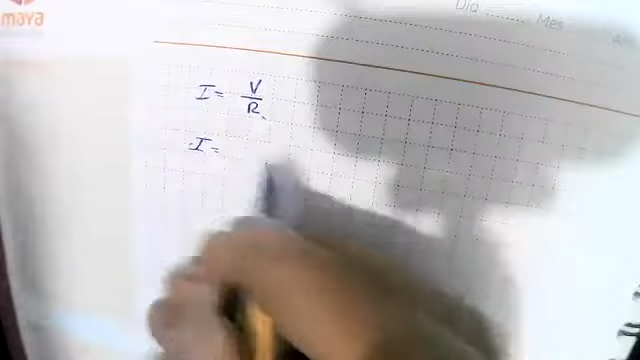 maya
Día
Mes
I = V/R
I =